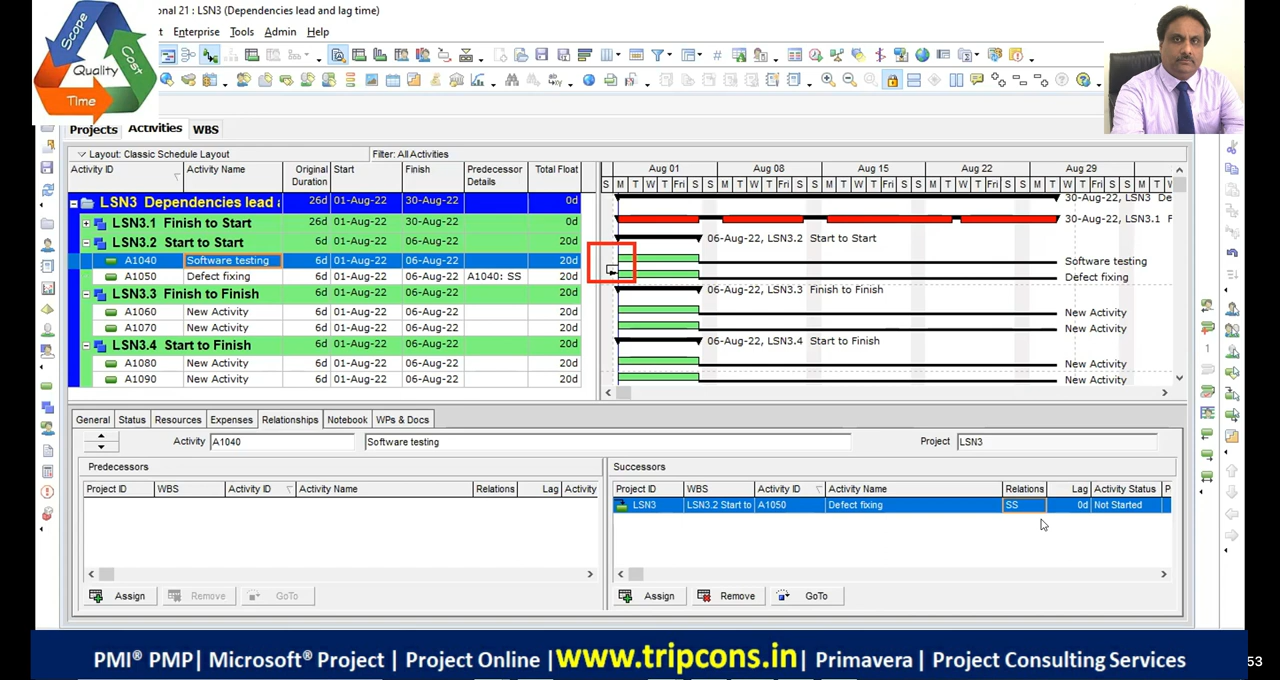 onal 21 : LSN3 (Dependencies lead and lag time)
Scope
Cost
Quality
Time
t Enterprise Tools Admin Help
Projects Activities WBS
Layout: Classic Schedule Layout Filter: All Activities
Activity ID Activity Name Original Duration Start Finish Predecessor Details Total Float
Aug 01 Aug 08 Aug 15 Aug 22 Aug 29
S M T W T Fri S S M T W T Fri S S M T W T Fri S S M T W T Fri S S M T W T
LSN3 Dependencies lead a 26d 01-Aug-22 30-Aug-22 0d 30-Aug-22, LSN3 De
LSN3.1 Finish to Start 26d 01-Aug-22 30-Aug-22 0d 30-Aug-22, LSN3.1 F
LSN3.2 Start to Start 6d 01-Aug-22 06-Aug-22 20d 06-Aug-22, LSN3.2 Start to Start
A1040 Software testing 6d 01-Aug-22 06-Aug-22 20d Software testing
A1050 Defect fixing 6d 01-Aug-22 06-Aug-22 A1040: SS 20d Defect fixing
LSN3.3 Finish to Finish 6d 01-Aug-22 06-Aug-22 20d 06-Aug-22, LSN3.3 Finish to Finish
A1060 New Activity 6d 01-Aug-22 06-Aug-22 20d New Activity
A1070 New Activity 6d 01-Aug-22 06-Aug-22 20d New Activity
LSN3.4 Start to Finish 6d 01-Aug-22 06-Aug-22 20d 06-Aug-22, LSN3.4 Start to Finish
A1080 New Activity 6d 01-Aug-22 06-Aug-22 20d New Activity
A1090 New Activity 6d 01-Aug-22 06-Aug-22 20d New Activity
General Status Resources Expenses Relationships Notebook WPs & Docs
Activity A1040 Software testing Project LSN3
Predecessors
Project ID WBS Activity ID Activity Name Relations Lag Activity
Assign Remove GoTo
Successors
Project ID WBS Activity ID Activity Name Relations Lag Activity Status P
LSN3 LSN3.2 Start to A1050 Defect fixing SS 0d Not Started
Assign Remove GoTo
PMI® PMP| Microsoft® Project | Project Online |www.tripcons.in| Primavera | Project Consulting Services
53